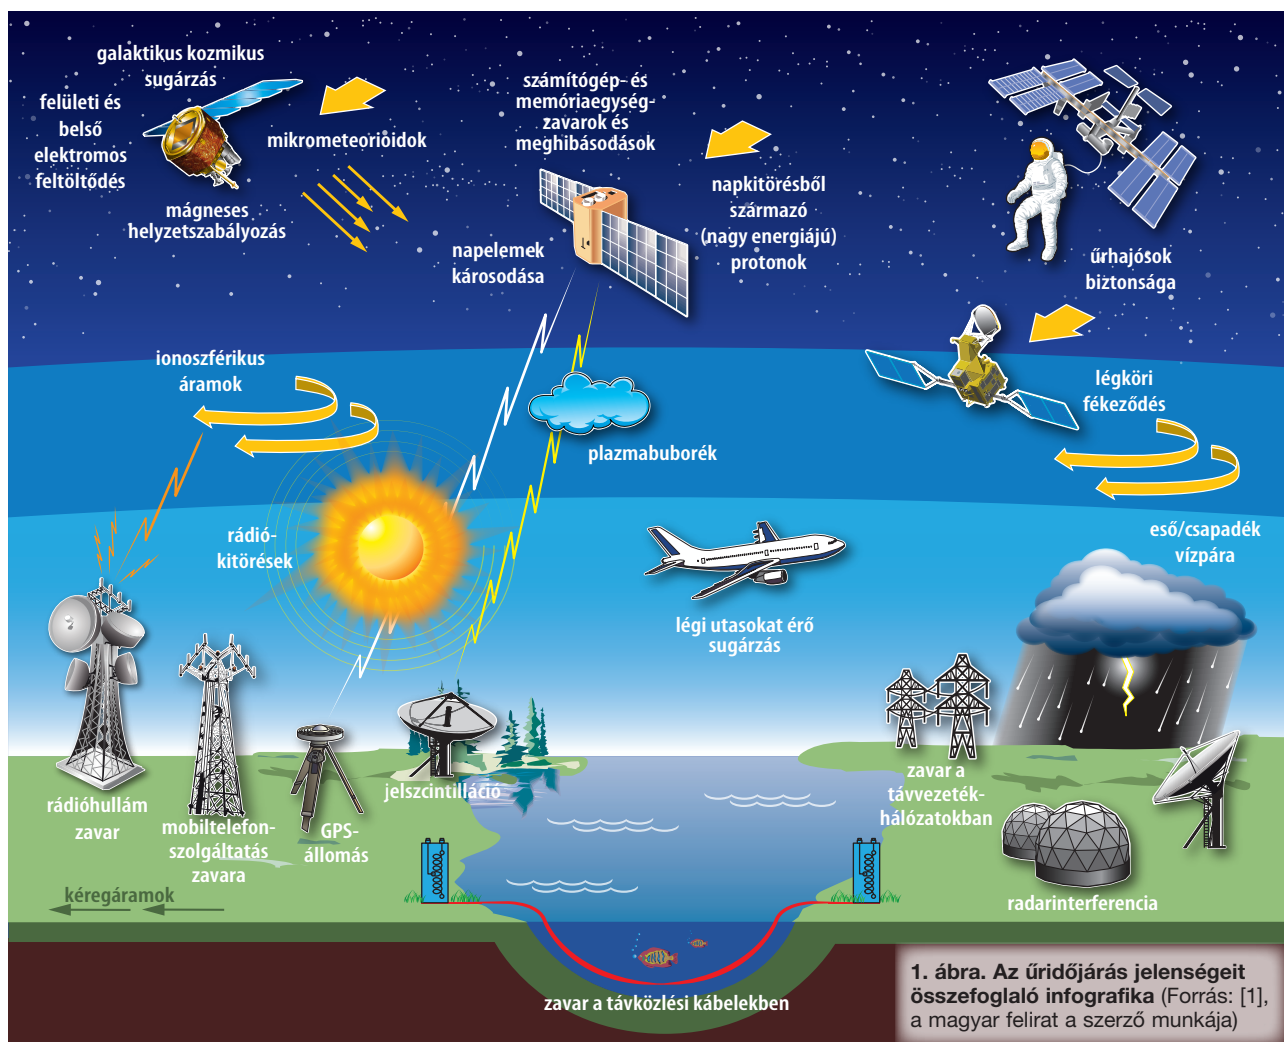 galaktikus kozmikus
sugárzás
felületi és
belső
elektromos
feltöltődés
mikrometeorioidok
mágneses
helyzetszabályozás
számítógép- és
memóriaegység-
zavarok és
meghibásodások
napelemek
károsodása
napkitörésből
származó
(nagy energiájú)
protonok
űrhajósok
biztonsága
ionoszférikus
áramok
plazmabuborék
légköri
fékeződés
rádió-
kitörések
légi utasokat érő
sugárzás
eső/csapadék
vízpára
rádióhullám
zavar
mobiltelefon-
szolgáltatás
zavara
GPS-
állomás
jelszcintilláció
zavar a
távvezeték-
hálózatokban
radarinterferencia
kéregáramok
zavar a távközlési kábelekben
1. ábra. Az űridőjárás jelenségeit
összefoglaló infografika (Forrás: [1],
a magyar felirat a szerző munkája)